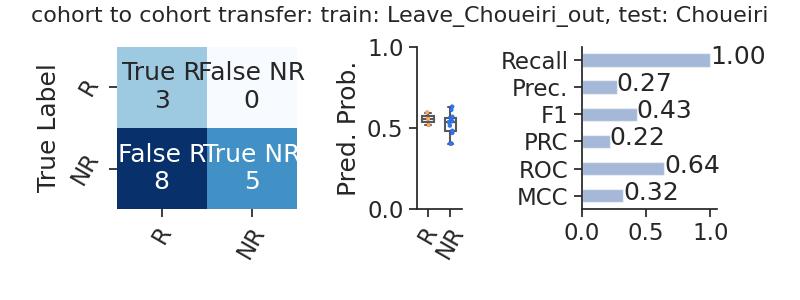 cohort to cohort transfer: train: Leave_Choueiri_out, test: Choueiri
True Label
R
NR
True R
3
False NR
0
False R
8
True NR
5
R
NR
Pred. Prob.
1.0
0.5
0.0
R
NR
Recall
1.00
Prec.
0.27
F1
0.43
PRC
0.22
ROC
0.64
MCC
0.32
0.0
0.5
1.0